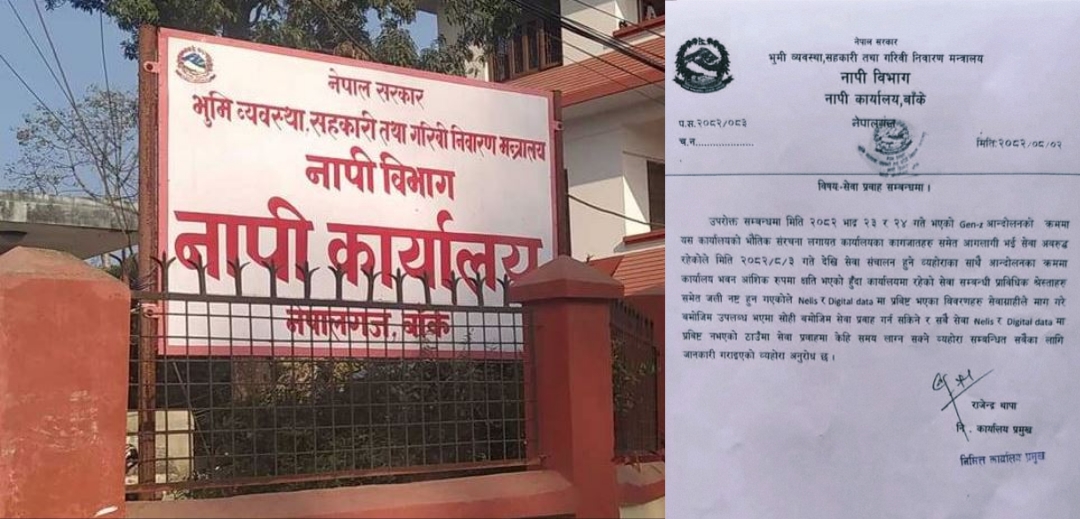 नेपाल सरकार
भुमि व्यवस्था,सहकारी तथा गरिवी निवारण मन्त्रालय
नापी विभाग
नापी कार्यालय
नेपालगंज, बाँके
नेपाल सरकार
भुमि व्यवस्था,सहकारी तथा गरिवी निवारण मन्त्रालय
नापी विभाग
नापी कार्यालय,बाँके
नेपालगन्ज
प.स.२०८२/०८३
च.न...................
मिति:२०८२/०८/०२
विषय-सेवा प्रवाह सम्बन्धमा ।
उपरोक्त सम्बन्धमा मिति २०८२ भाद्र २३ र २४ गते भएको Gen-z आन्दोलनको क्रममा
यस कार्यालयको भौतिक संरचना लगायत कार्यालयका कागजातहरु समेत आगलागी भई सेवा अवरुद्ध
रहेकोले मिति २०८२/८/३ गते देखि सेवा संचालन हुने व्यहोराका साथै आन्दोलनका क्रममा
कार्यालय भवन आंशिक रुपमा क्षति भएको हुँदा कार्यालयमा रहेको सेवा सम्बन्धी प्राविधिक श्रेस्ताहरु
समेत जली नष्ट हुन गएकोले Nelis र Digital data मा प्रविष्ट भएका विवरणहरु सेवाग्राहीले माग गरे
बमोजिम उपलब्ध भएमा सोही बमोजिम सेवा प्रवाह गर्न सकिने र सबै सेवा Nelis र Digital data मा
प्रविष्ट नभएको ठाउँमा सेवा प्रवाहमा केहि समय लाग्न सक्ने व्यहोरा सम्बन्धित सबैका लागि
जानकारी गराइएको व्यहोरा अनुरोध छ ।
राजेन्द्र थापा
नि. कार्यालय प्रमुख
निमित्त कार्यालय प्रमुख